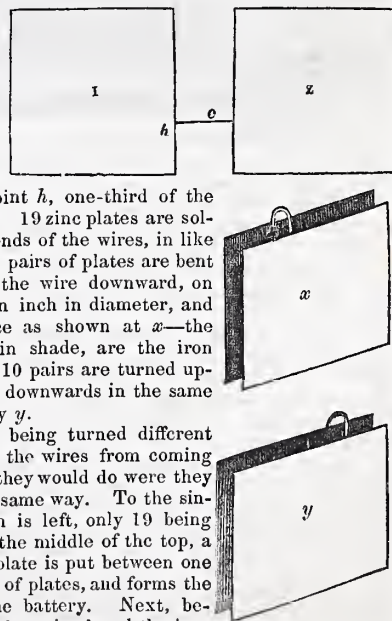 I
h
c
Z
oint h, one-third of the
19 zinc plates are sol-
ends of the wires, in like
pairs of plates are bent
the wire downward, on
n inch in diameter, and
ce as shown at x—the
in shade, are the iron
10 pairs are turned up-
downwards in the same
y y.
x
being turned different
the wires from coming
they would do were they
same way. To the sin-
n is left, only 19 being
the middle of the top, a
plate is put between one
of plates, and forms the
ne battery. Next, be-
y